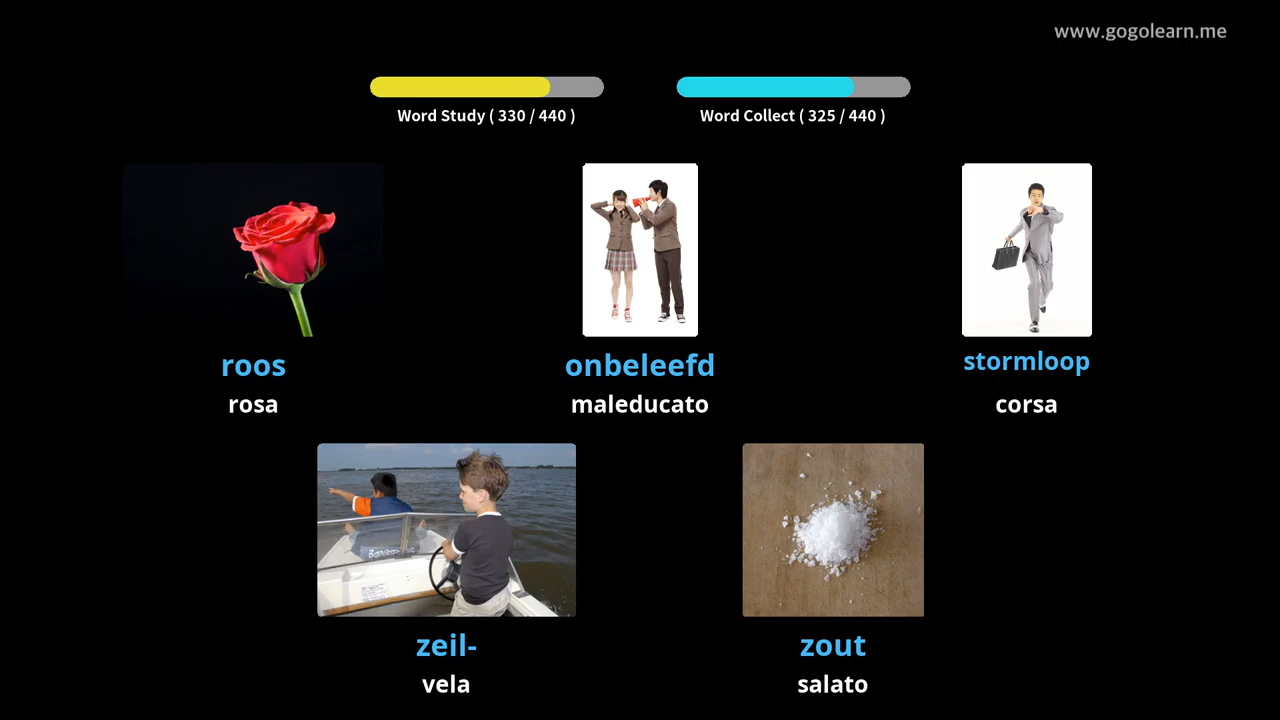 www.gogolearn.me
Word Study ( 330 / 440 )
Word Collect ( 325 / 440 )
roos
rosa
onbeleefd
maleducato
stormloop
corsa
zeil-
vela
zout
salato